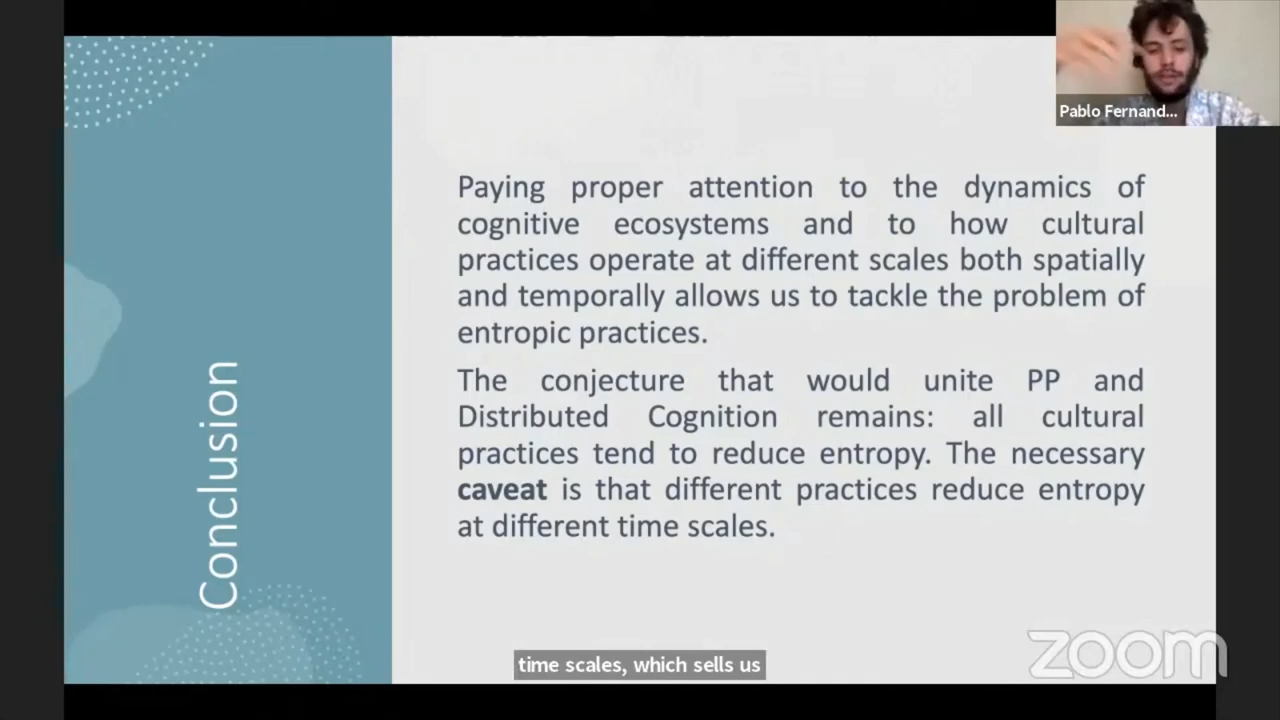 Pablo Fernand...
Conclusion
Paying proper attention to the dynamics of
cognitive ecosystems and to how cultural
practices operate at different scales both spatially
and temporally allows us to tackle the problem of
entropic practices.
The conjecture that would unite PP and
Distributed Cognition remains: all cultural
practices tend to reduce entropy. The necessary
caveat is that different practices reduce entropy
at different time scales.
time scales, which sells us
zoom